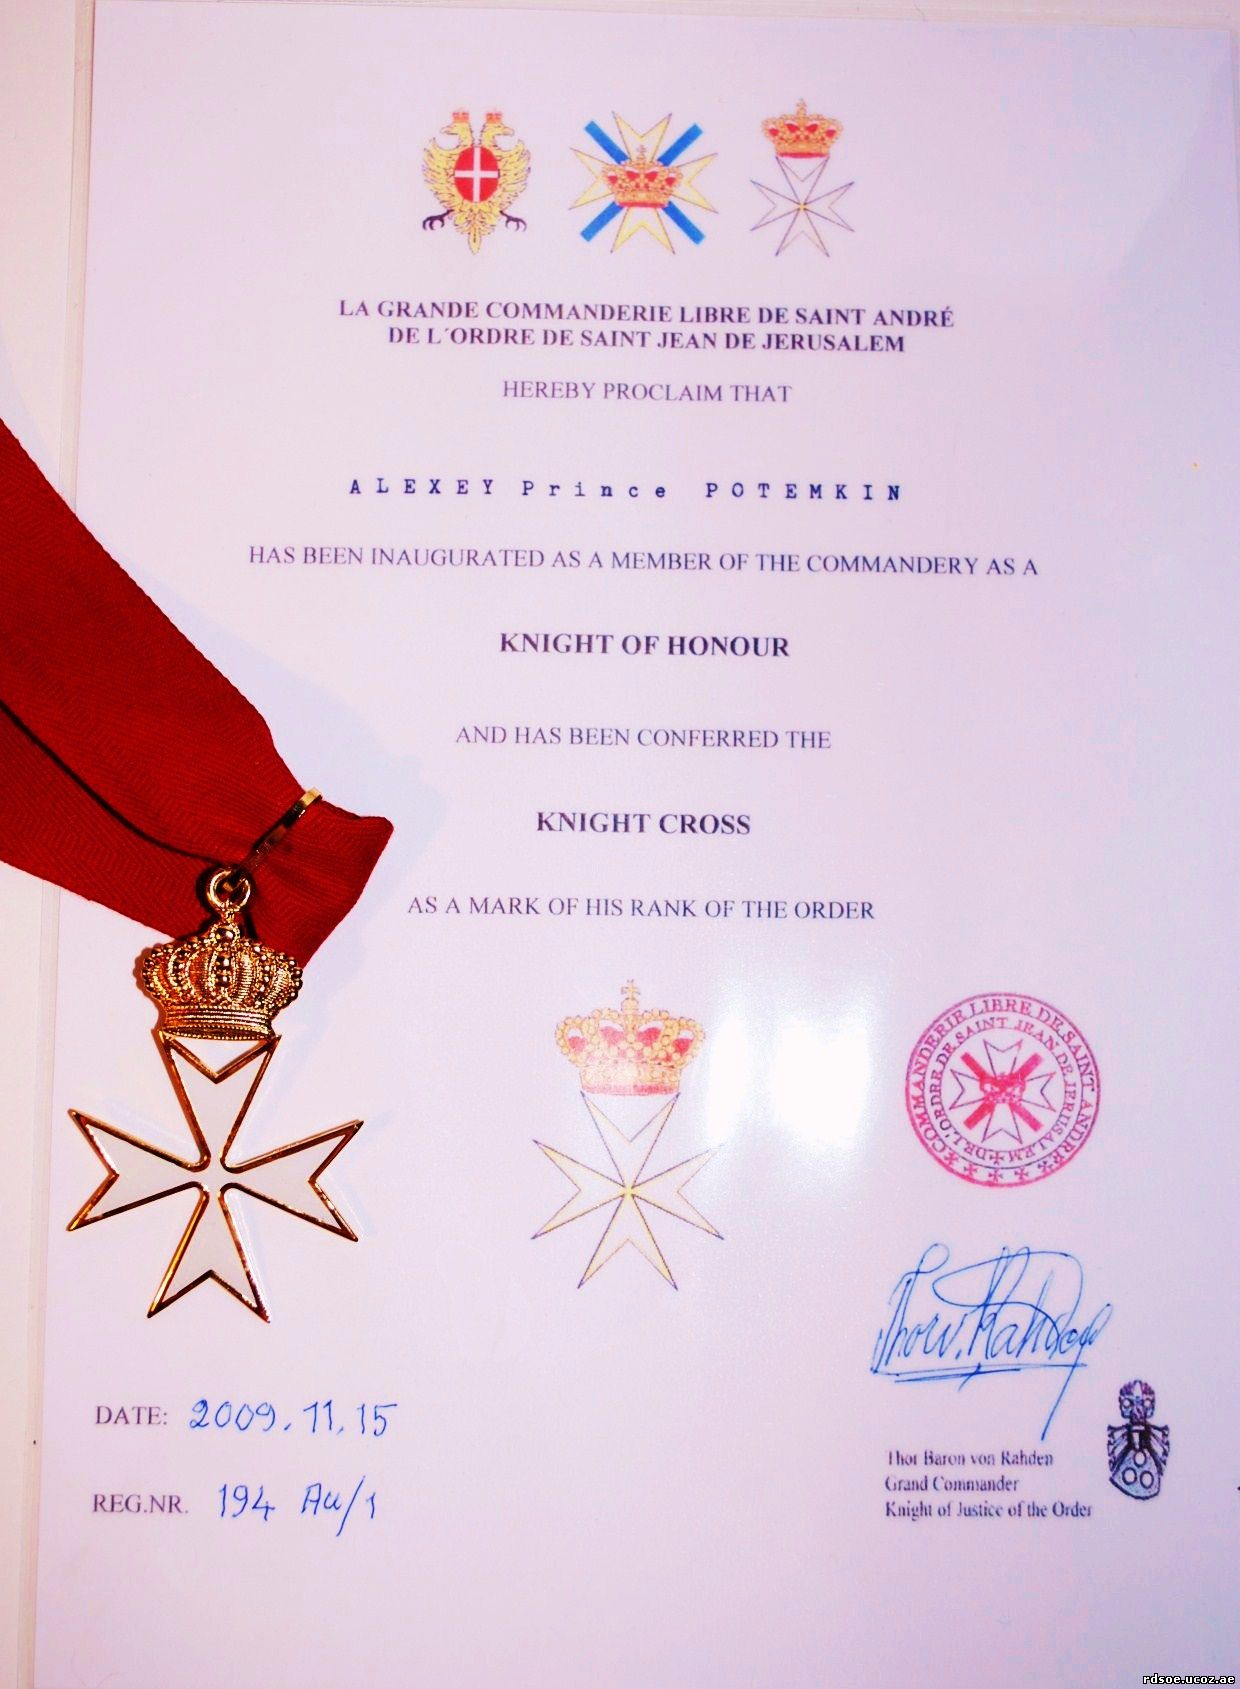 LA GRANDE COMMANDERIE LIBRE DE SAINT ANDRÉ
DE L´ORDRE DE SAINT JEAN DE JERUSALEM
HEREBY PROCLAIM THAT
ALEXEY Prince POTEMKIN
HAS BEEN INAUGURATED AS A MEMBER OF THE COMMANDERY AS A
KNIGHT OF HONOUR
AND HAS BEEN CONFERRED THE
KNIGHT CROSS
AS A MARK OF HIS RANK OF THE ORDER
COMMANDERIE LIBRE DE SAINT ANDRE
DE L'ORDRE DE SAINT JEAN DE JERUSALEM
Thor v. Rahden
DATE: 2009.11.15
REG.NR. 194 Au/1
Thor Baron von Rahden
Grand Commander
Knight of Justice of the Order
rdsoe.ucoz.ae